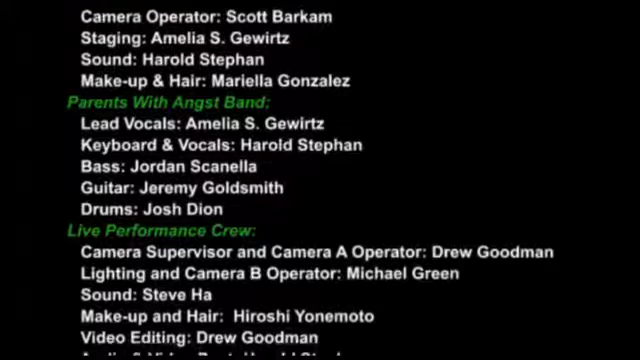 Camera Operator: Scott Barkam
Staging: Amelia S. Gewirtz
Sound: Harold Stephan
Make-up & Hair: Mariella Gonzalez
Parents With Angst Band:
Lead Vocals: Amelia S. Gewirtz
Keyboard & Vocals: Harold Stephan
Bass: Jordan Scanella
Guitar: Jeremy Goldsmith
Drums: Josh Dion
Live Performance Crew:
Camera Supervisor and Camera A Operator: Drew Goodman
Lighting and Camera B Operator: Michael Green
Sound: Steve Ha
Make-up and Hair: Hiroshi Yonemoto
Video Editing: Drew Goodman